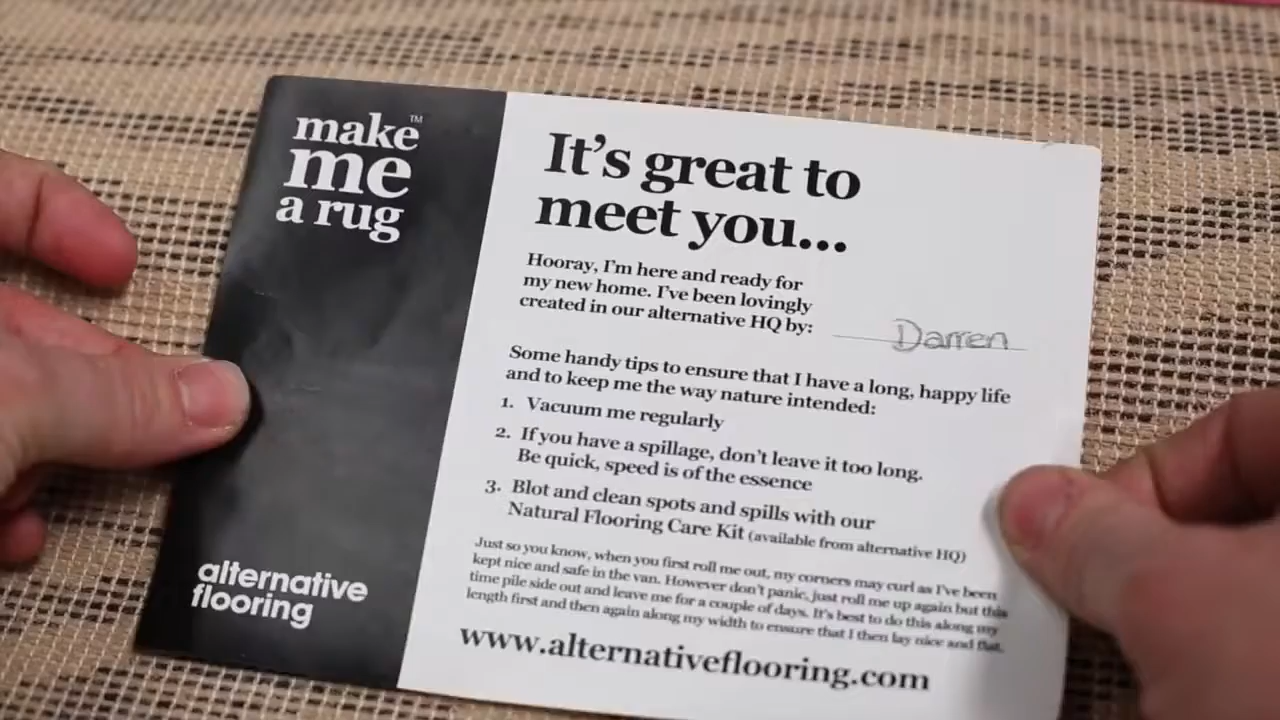 make™
me
a rug
alternative
flooring
It's great to
meet you...
Hooray, I'm here and ready for
my new home. I've been lovingly
created in our alternative HQ by: Darren
Some handy tips to ensure that I have a long, happy life
and to keep me the way nature intended:
1. Vacuum me regularly
2. If you have a spillage, don't leave it too long.
Be quick, speed is of the essence
3. Blot and clean spots and spills with our
Natural Flooring Care Kit (available from alternative HQ)
Just so you know, when you first roll me out, my corners may curl as I've been
kept nice and safe in the van. However don't panic, just roll me up again but this
time pile side out and leave me for a couple of days. It's best to do this along my
length first and then again along my width to ensure that I then lay nice and flat.
www.alternativeflooring.com